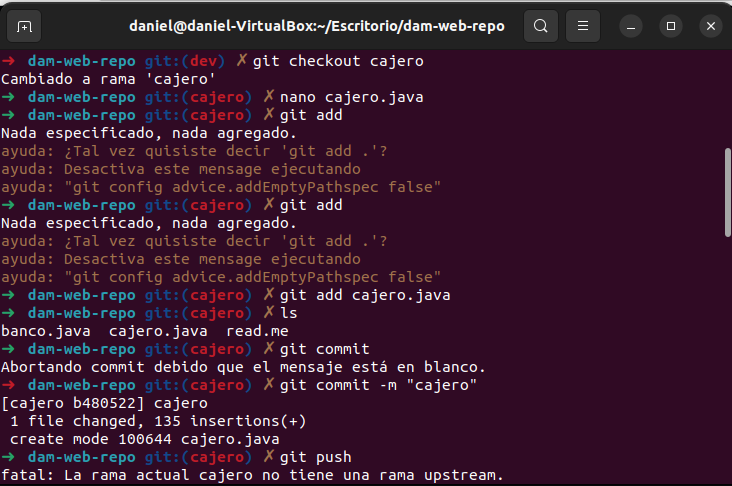 daniel@daniel-VirtualBox:~/Escritorio/dam-web-repo
➜ dam-web-repo git:(dev) ✗ git checkout cajero
Cambiado a rama 'cajero'
➜ dam-web-repo git:(cajero) ✗ nano cajero.java
➜ dam-web-repo git:(cajero) ✗ git add
Nada especificado, nada agregado.
ayuda: ¿Tal vez quisiste decir 'git add .'?
ayuda: Desactiva este mensaje ejecutando
ayuda: "git config advice.addEmptyPathspec false"
➜ dam-web-repo git:(cajero) ✗ git add
Nada especificado, nada agregado.
ayuda: ¿Tal vez quisiste decir 'git add .'?
ayuda: Desactiva este mensaje ejecutando
ayuda: "git config advice.addEmptyPathspec false"
➜ dam-web-repo git:(cajero) ✗ git add cajero.java
➜ dam-web-repo git:(cajero) ✗ ls
banco.java cajero.java read.me
➜ dam-web-repo git:(cajero) ✗ git commit
Abortando commit debido que el mensaje está en blanco.
➜ dam-web-repo git:(cajero) ✗ git commit -m "cajero"
[cajero b480522] cajero
1 file changed, 135 insertions(+)
create mode 100644 cajero.java
➜ dam-web-repo git:(cajero) ✗ git push
fatal: La rama actual cajero no tiene una rama upstream.